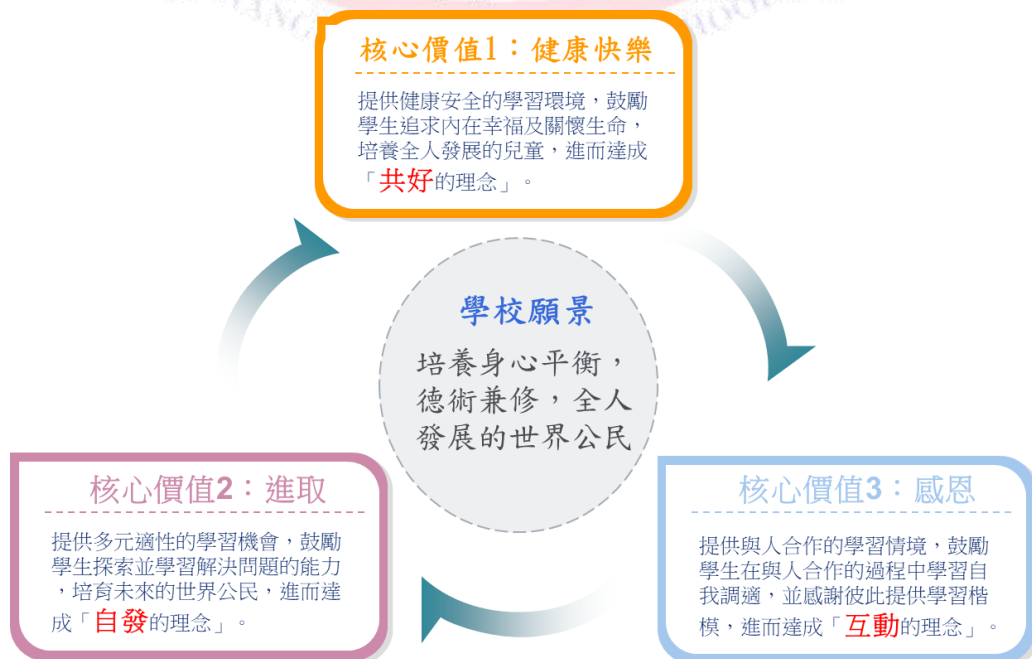 核心價值1：健康快樂
提供健康安全的學習環境，鼓勵
學生追求內在幸福及關懷生命，
培養全人發展的兒童，進而達成
「共好的理念」。
學校願景
培養身心平衡，
德術兼修，全人
發展的世界公民
核心價值2：進取
提供多元適性的學習機會，鼓勵
學生探索並學習解決問題的能力
，培育未來的世界公民，進而達
成「自發的理念」。
核心價值3：感恩
提供與人合作的學習情境，鼓勵
學生在與人合作的過程中學習自
我調適，並感謝彼此提供學習楷
模，進而達成「互動的理念」。